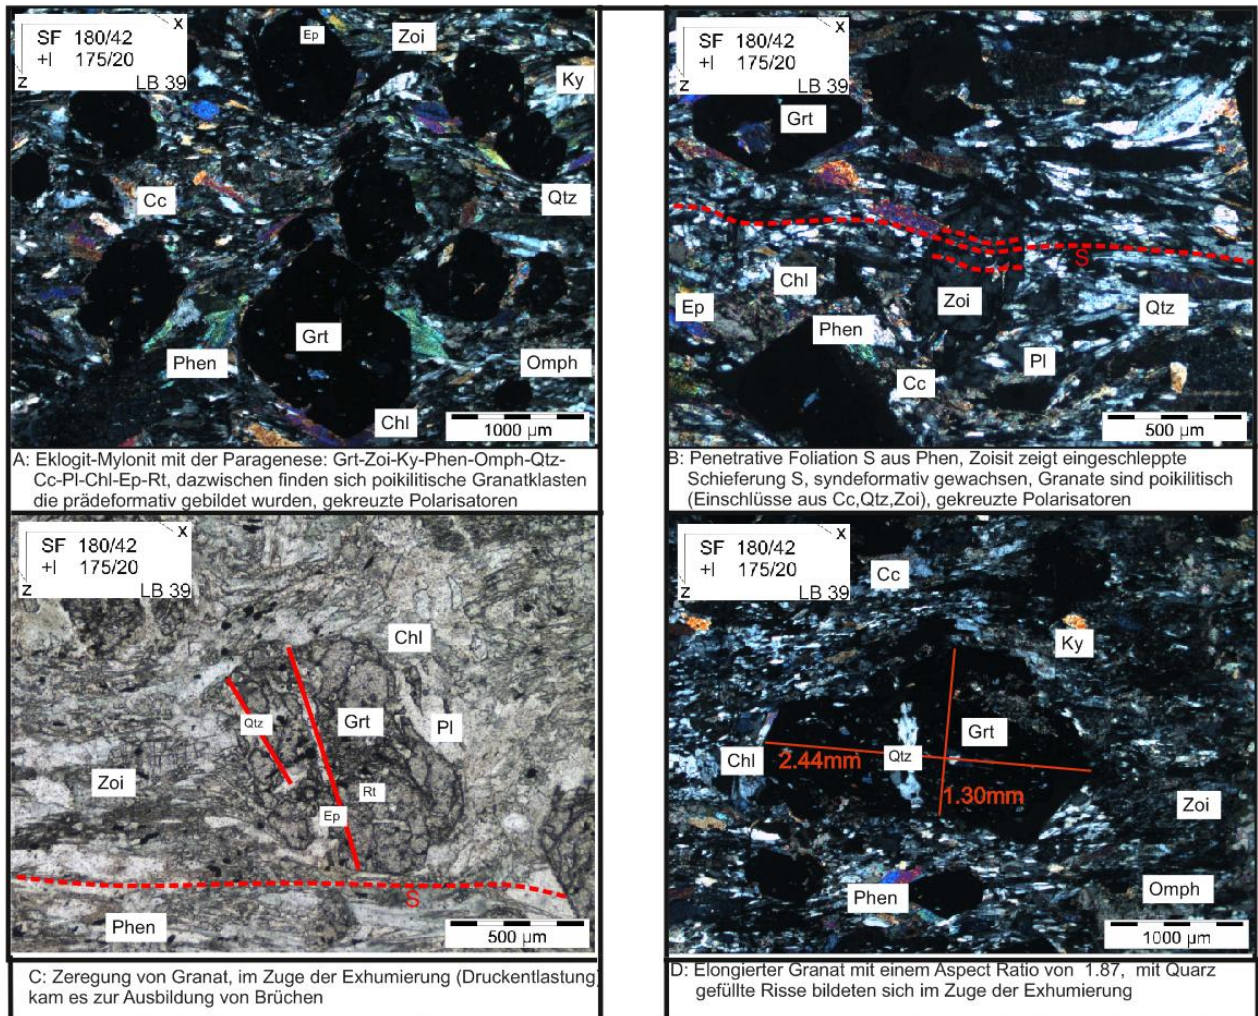 X
SF 180/42
+l 175/20
z LB 39
Ep
Zoi
Ky
Cc
Qtz
Grt
Phen
Omph
Chl
1000 µm
A: Eklogit-Mylonit mit der Paragenese: Grt-Zoi-Ky-Phen-Omph-Qtz-
Cc-Pl-Chl-Ep-Rt, dazwischen finden sich poikilitische Granatklasten
die prädeformativ gebildet wurden, gekreuzte Polarisatoren
X
SF 180/42
+l 175/20
z LB 39
Grt
S
Chl
Ep
Zoi
Qtz
Phen
Pl
Cc
500 µm
B: Penetrative Foliation S aus Phen, Zoisit zeigt eingeschleppte
Schieferung S, syndeformativ gewachsen, Granate sind poikilitisch
(Einschlüsse aus Cc,Qtz,Zoi), gekreuzte Polarisatoren
X
SF 180/42
+l 175/20
z LB 39
Chl
Qtz
Grt
Pl
Zoi
Rt
Ep
S
Phen
500 µm
C: Zeregung von Granat, im Zuge der Exhumierung (Druckentlastung)
kam es zur Ausbildung von Brüchen
X
SF 180/42
+l 175/20
z LB 39
Cc
Ky
Grt
Chl
2.44mm
Qtz
1.30mm
Zoi
Phen
Omph
1000 µm
D: Elongierter Granat mit einem Aspect Ratio von 1.87, mit Quarz
gefüllte Risse bildeten sich im Zuge der Exhumierung